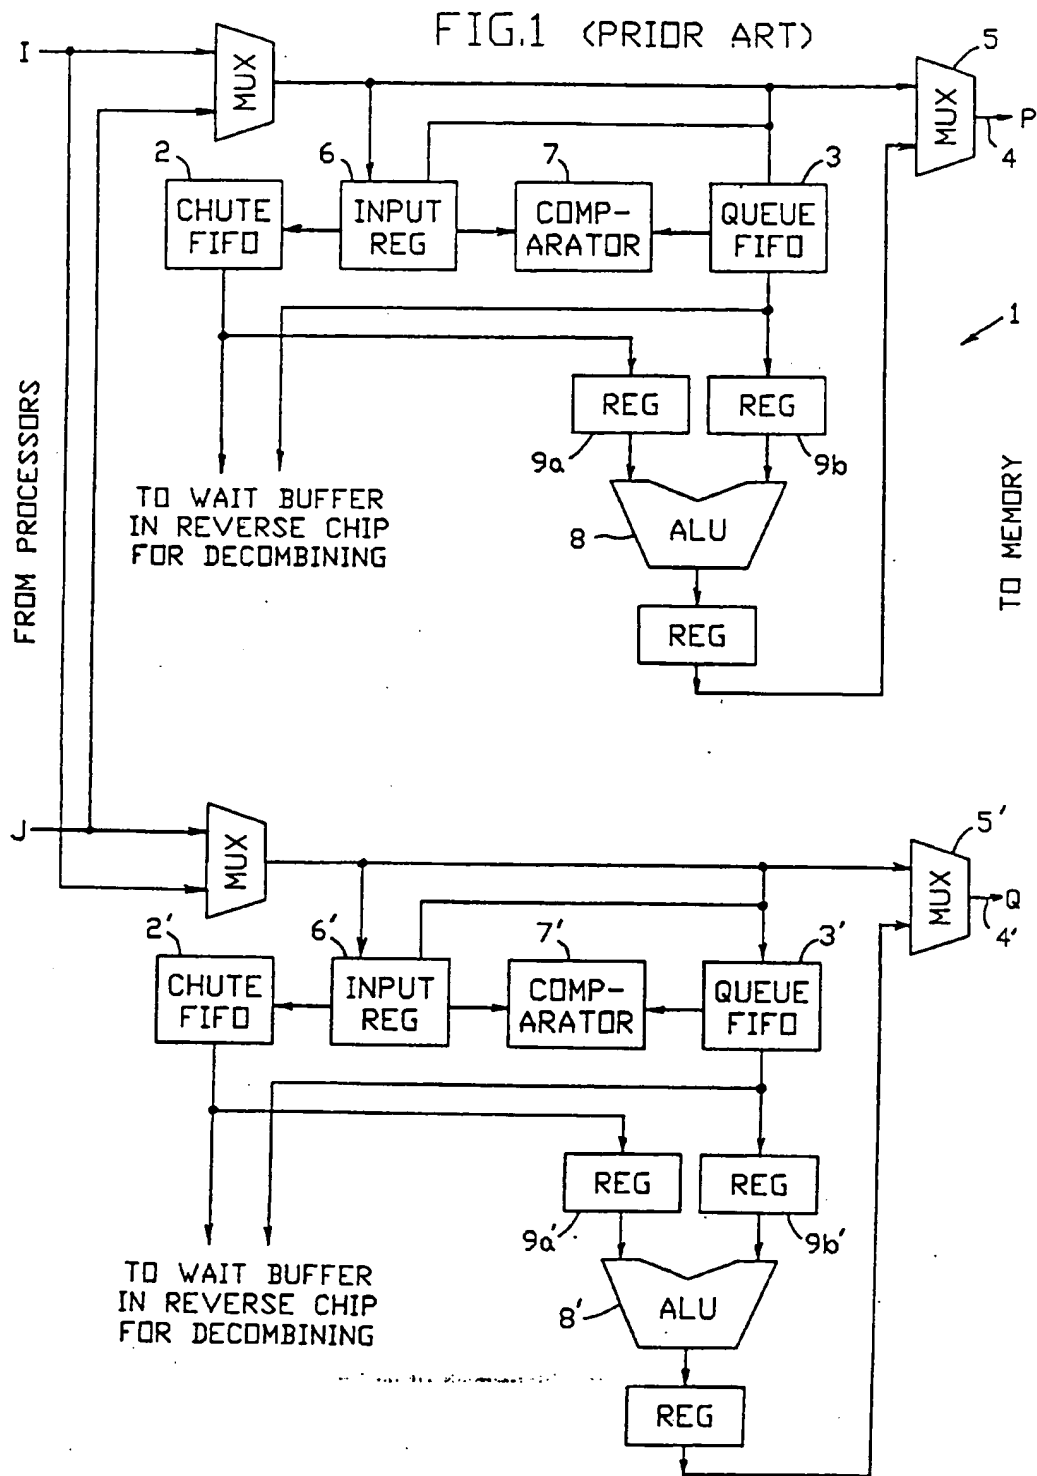 FIG.1 (PRIOR ART)
I
MUX
5
MUX
P
4
2
6
7
3
CHUTE
FIFO
INPUT
REG
COMP-
ARATOR
QUEUE
FIFO
1
FROM PROCESSORS
REG
REG
9a
9b
TO WAIT BUFFER
IN REVERSE CHIP
FOR DECOMBINING
8
ALU
TO MEMORY
REG
J
MUX
5'
MUX
Q
4'
2'
6'
7'
3'
CHUTE
FIFO
INPUT
REG
COMP-
ARATOR
QUEUE
FIFO
REG
REG
9a'
9b'
TO WAIT BUFFER
IN REVERSE CHIP
FOR DECOMBINING
8'
ALU
REG